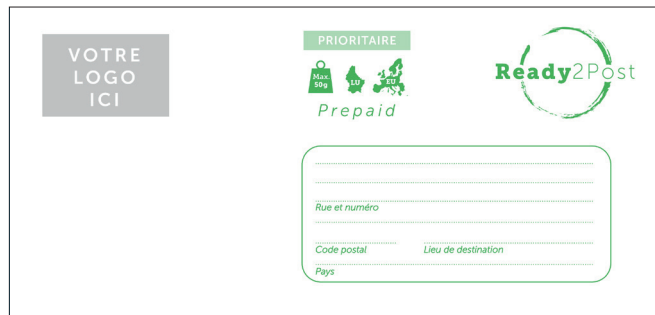 VOTRE
LOGO
ICI
PRIORITAIRE
Max.
50g
LU
EU
Prepaid
Ready2Post
Rue et numéro
Code postal Lieu de destination
Pays